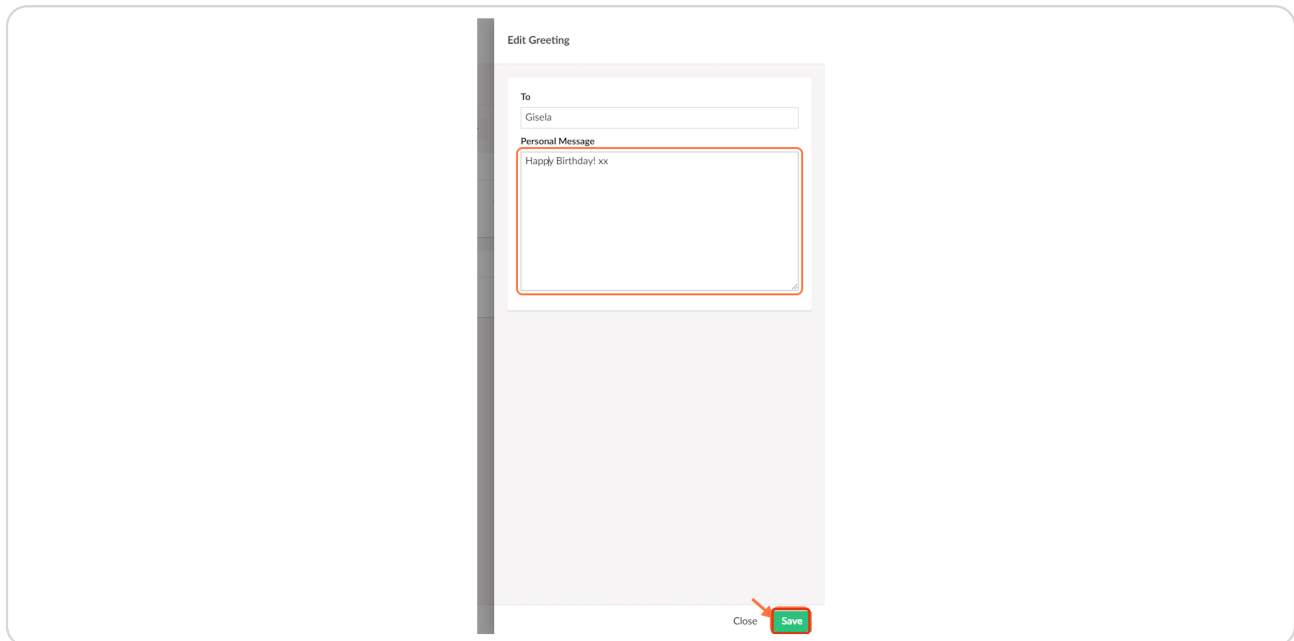 Edit Greeting
To
Gisela
Personal Message
Happy Birthday! xx
Close Save